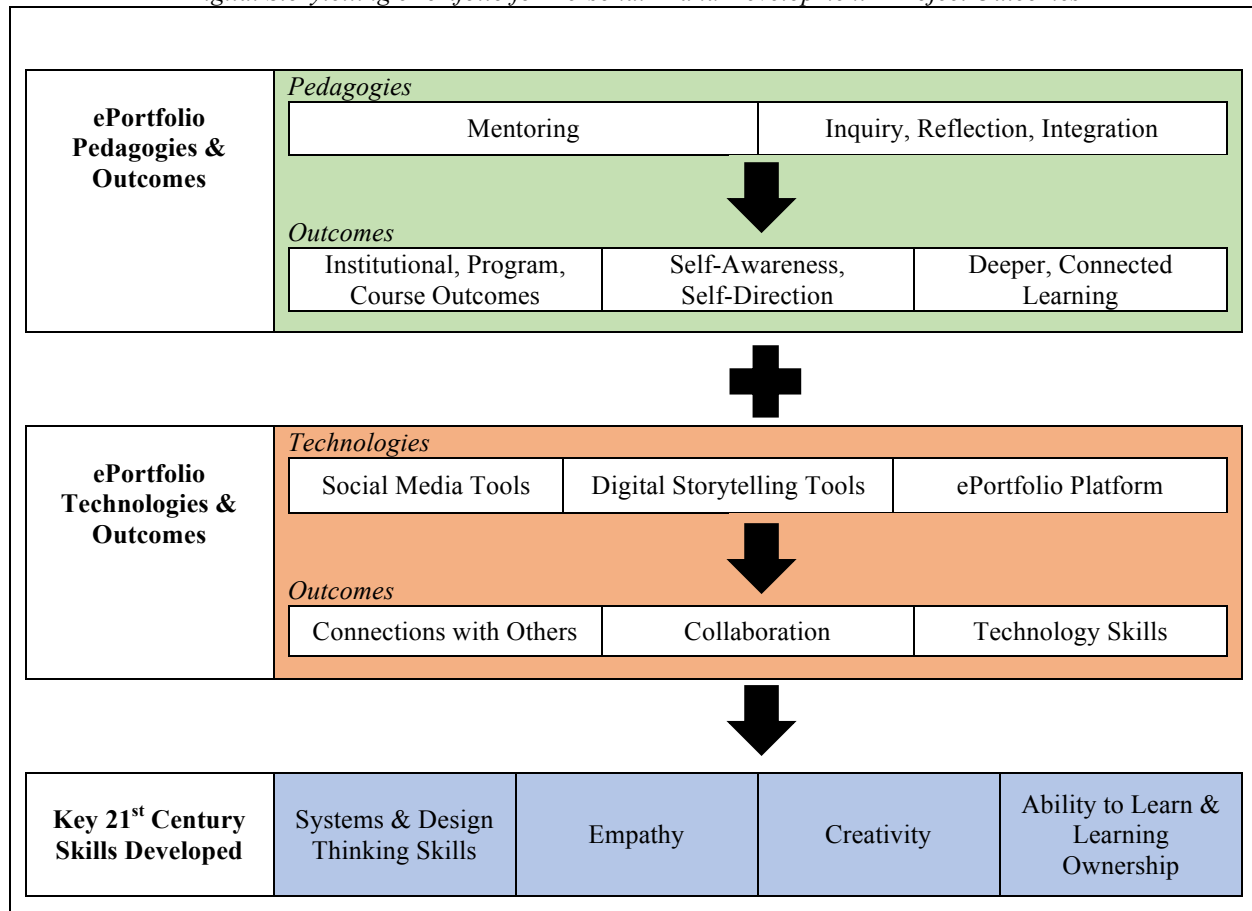 ePortfolio
Pedagogies &
Outcomes
Pedagogies
Mentoring
Inquiry, Reflection, Integration
Outcomes
Institutional, Program,
Course Outcomes
Self-Awareness,
Self-Direction
Deeper, Connected
Learning
ePortfolio
Technologies &
Outcomes
Technologies
Social Media Tools
Digital Storytelling Tools
ePortfolio Platform
Outcomes
Connections with Others
Collaboration
Technology Skills
Key 21st Century
Skills Developed
Systems & Design
Thinking Skills
Empathy
Creativity
Ability to Learn &
Learning
Ownership